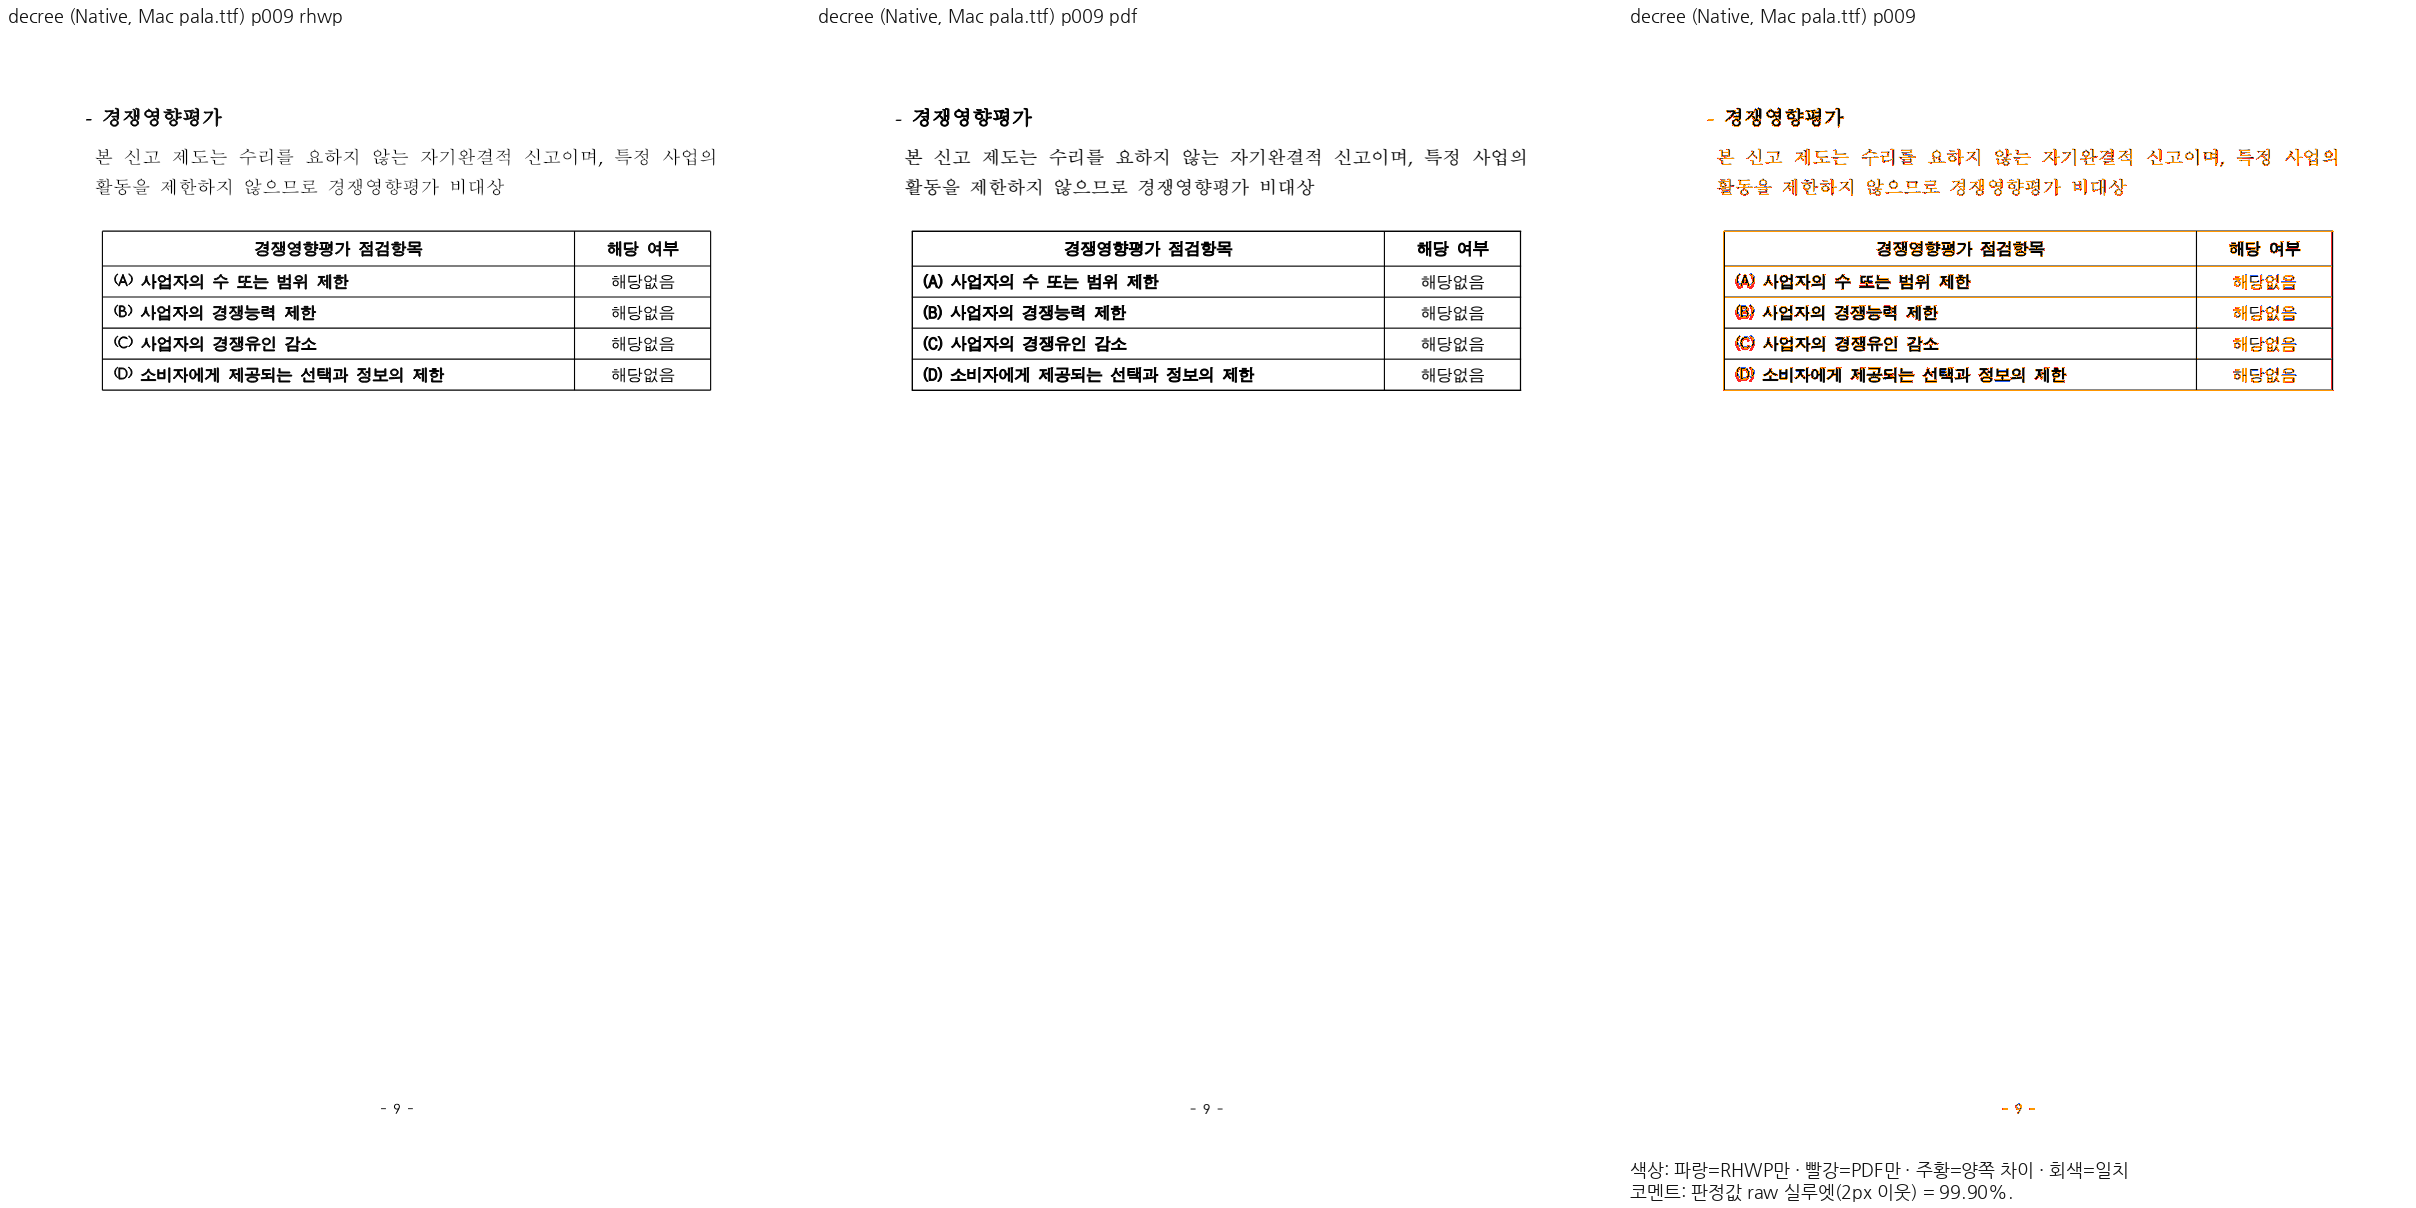 decree (Native, Mac pala.ttf) p009 rhwp
- 경쟁영향평가
본 신고 제도는 수리를 요하지 않는 자기완결적 신고이며, 특정 사업의
활동을 제한하지 않으므로 경쟁영향평가 비대상
경쟁영향평가 점검항목 해당 여부
(A) 사업자의 수 또는 범위 제한 해당없음
(B) 사업자의 경쟁능력 제한 해당없음
(C) 사업자의 경쟁유인 감소 해당없음
(D) 소비자에게 제공되는 선택과 정보의 제한 해당없음
- 9 -
decree (Native, Mac pala.ttf) p009 pdf
- 경쟁영향평가
본 신고 제도는 수리를 요하지 않는 자기완결적 신고이며, 특정 사업의
활동을 제한하지 않으므로 경쟁영향평가 비대상
경쟁영향평가 점검항목 해당 여부
(A) 사업자의 수 또는 범위 제한 해당없음
(B) 사업자의 경쟁능력 제한 해당없음
(C) 사업자의 경쟁유인 감소 해당없음
(D) 소비자에게 제공되는 선택과 정보의 제한 해당없음
- 9 -
decree (Native, Mac pala.ttf) p009
- 경쟁영향평가
본 신고 제도는 수리를 요하지 않는 자기완결적 신고이며, 특정 사업의
활동을 제한하지 않으므로 경쟁영향평가 비대상
경쟁영향평가 점검항목 해당 여부
(A) 사업자의 수 또는 범위 제한 해당없음
(B) 사업자의 경쟁능력 제한 해당없음
(C) 사업자의 경쟁유인 감소 해당없음
(D) 소비자에게 제공되는 선택과 정보의 제한 해당없음
- 9 -
색상: 파랑=RHWP만 · 빨강=PDF만 · 주황=양쪽 차이 · 회색=일치
코멘트: 판정값 raw 실루엣(2px 이웃) = 99.90%.